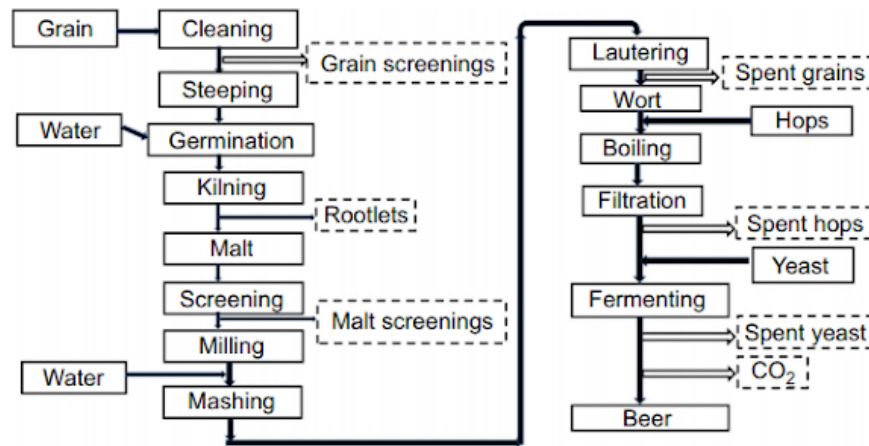 Grain
Cleaning
Grain screenings
Steeping
Water
Germination
Kilning
Rootlets
Malt
Screening
Malt screenings
Milling
Water
Mashing
Lautering
Spent grains
Wort
Hops
Boiling
Filtration
Spent hops
Yeast
Fermenting
Spent yeast
CO₂
Beer